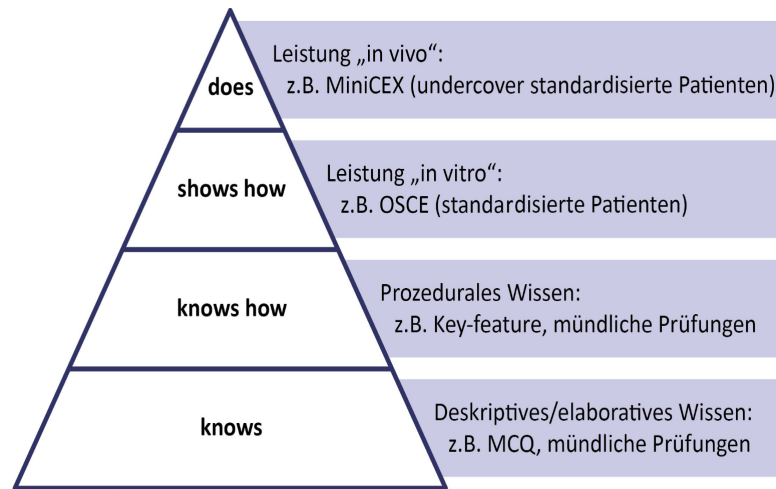 does
Leistung „in vivo“:
z.B. MiniCEX (undercover standardisierte Patienten)
shows how
Leistung „in vitro“:
z.B. OSCE (standardisierte Patienten)
knows how
Prozedurales Wissen:
z.B. Key-feature, mündliche Prüfungen
knows
Deskriptives/elaboratives Wissen:
z.B. MCQ, mündliche Prüfungen